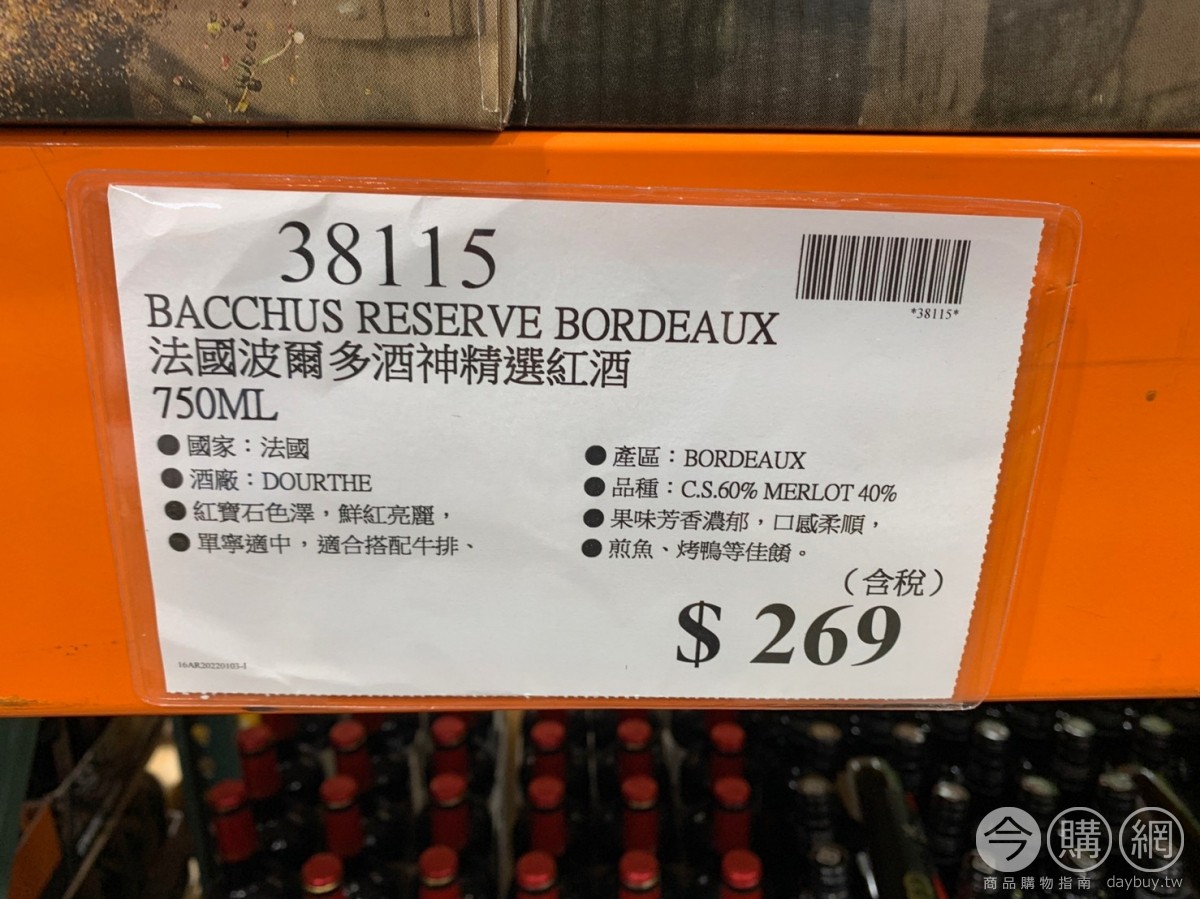 38115
*38115*
BACCHUS RESERVE BORDEAUX
法國波爾多酒神精選紅酒
750ML
●國家：法國
●酒廠：DOURTHE
●紅寶石色澤，鮮紅亮麗，
●單寧適中，適合搭配牛排、
●產區：BORDEAUX
●品種：C.S.60% MERLOT 40%
●果味芳香濃郁，口感柔順，
●煎魚、烤鴨等佳餚。
（含稅）
$ 269
16AR20220103-1
今購網
商品購物指南 daybuy.tw